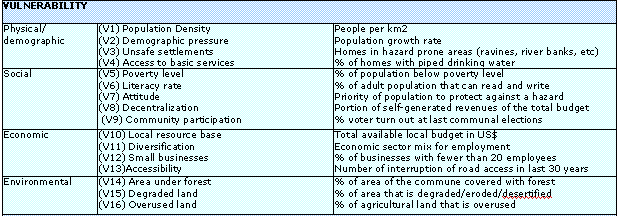 VULNERABILITY
Physical/ (V1) Population Density People per km2
demographic (V2) Demographic pressure Population growth rate
(V3) Unsafe settlements Homes in hazard prone areas (ravines, river banks, etc)
(V4) Access to basic services % of homes with piped drinking water
Social (V5) Poverty level % of population below poverty level
(V6) Literacy rate % of adult population that can read and write
(V7) Attitude Priority of population to protect against a hazard
(V8) Decentralization Portion of self-generated revenues of the total budget
(V9) Community participation % voter turn out at last communal elections
Economic (V10) Local resource base Total available local budget in US$
(V11) Diversification Economic sector mix for employment
(V12) Small businesses % of businesses with fewer than 20 employees
(V13)Accessibility Number of interruption of road access in last 30 years
Environmental (V14) Area under forest % of area of the commune covered with forest
(V15) Degraded land % of area that is degraded/eroded/desertified
(V16) Overused land % of agricultural land that is overused